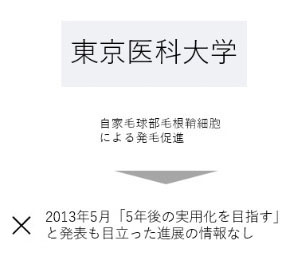 東京医科大学
自家毛球部毛根鞘細胞
による発毛促進
× 2013年5月「5年後の実用化を目指す」
と発表も目立った進展の情報なし